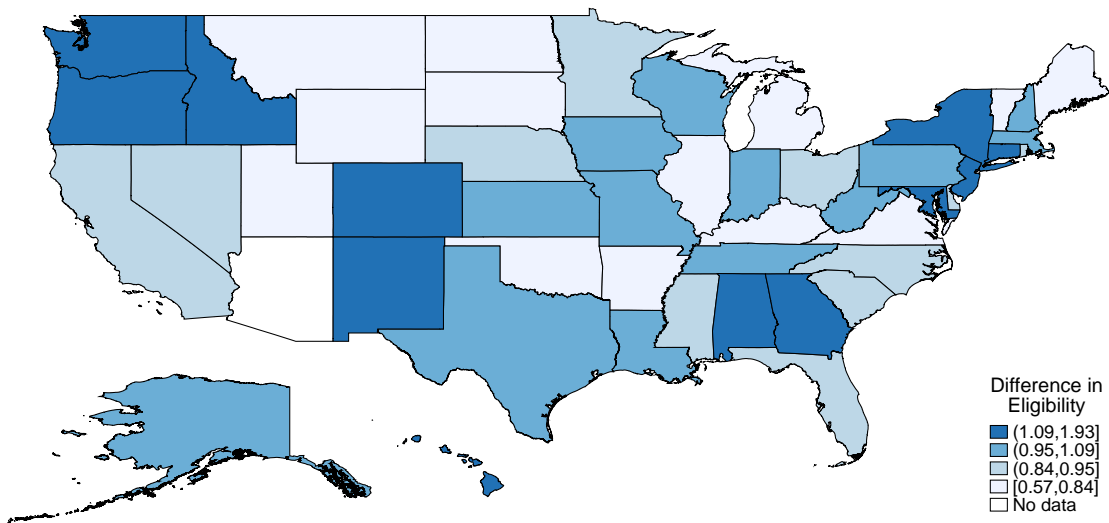 Difference in
Eligibility
(1.09,1.93]
(0.95,1.09]
(0.84,0.95]
[0.57,0.84]
No data